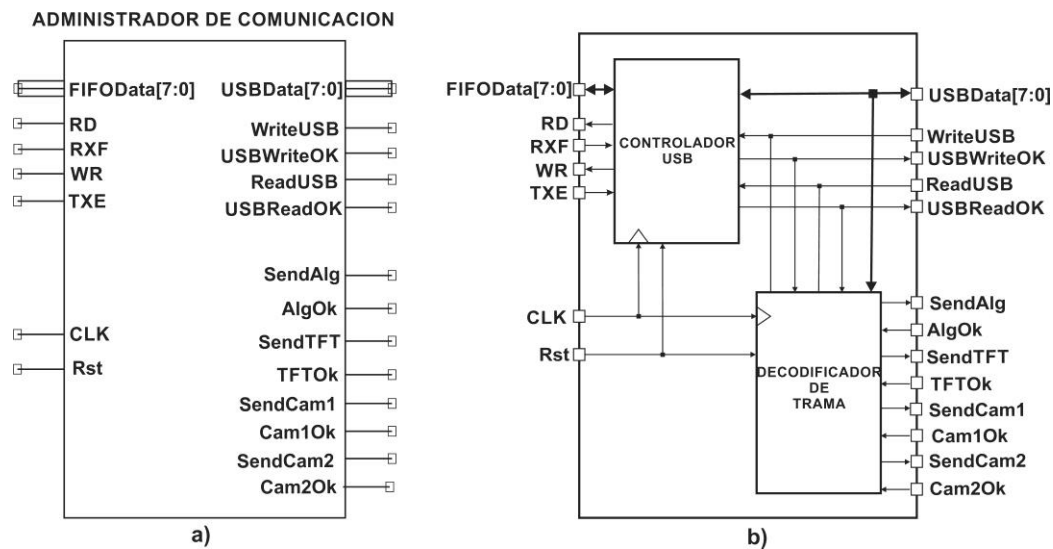 ADMINISTRADOR DE COMUNICACION
FIFOData[7:0]
USBData[7:0]
RD
WriteUSB
RXF
USBWriteOK
WR
ReadUSB
TXE
USBReadOK
SendAlg
AlgOk
CLK
SendTFT
Rst
TFTOk
SendCam1
Cam1Ok
SendCam2
Cam2Ok
a)
FIFOData[7:0]
USBData[7:0]
RD
RXF
WR
TXE
CONTROLADOR
USB
WriteUSB
USBWriteOK
ReadUSB
USBReadOK
CLK
Rst
DECODIFICADOR
DE
TRAMA
SendAlg
AlgOk
SendTFT
TFTOk
SendCam1
Cam1Ok
SendCam2
Cam2Ok
b)